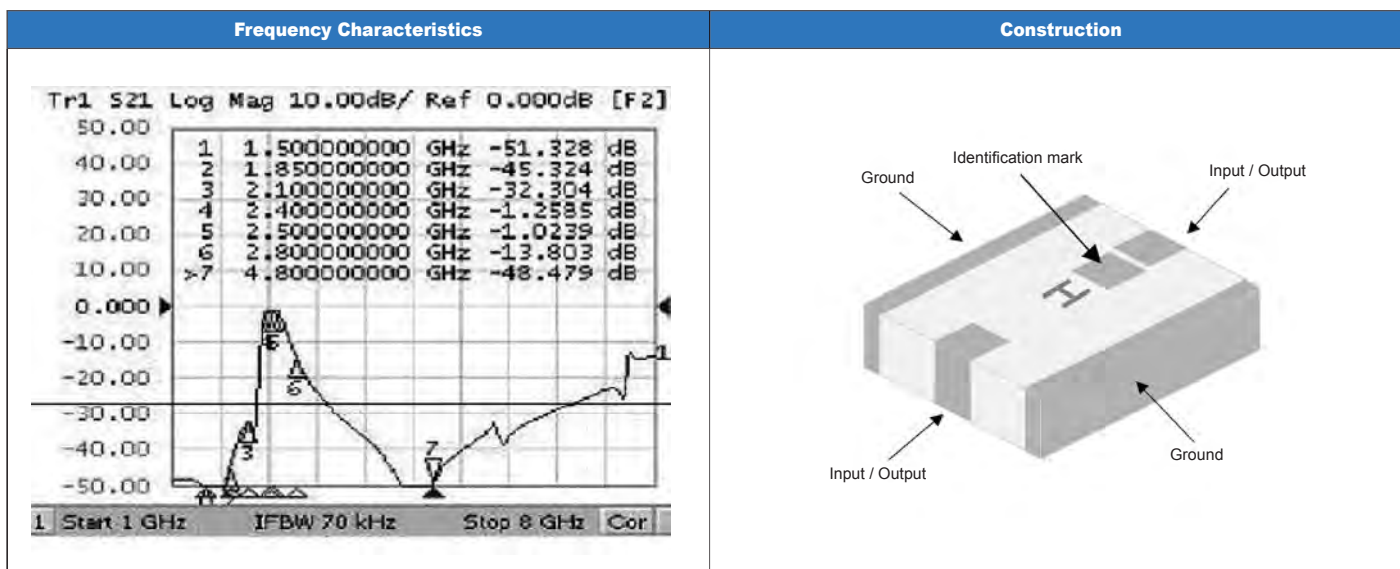 Frequency Characteristics
Construction
Tr1 S21 Log Mag 10.00dB/ Ref 0.000dB [F2]
50.00
40.00
30.00
20.00
10.00
0.000
-10.00
-20.00
-30.00
-40.00
-50.00
1 1.500000000 GHz -51.328 dB
2 1.850000000 GHz -45.324 dB
3 2.100000000 GHz -32.304 dB
4 2.400000000 GHz -1.2585 dB
5 2.500000000 GHz -1.0239 dB
6 2.800000000 GHz -13.803 dB
>7 4.800000000 GHz -48.479 dB
3
6
7
1
1 Start 1 GHz IFBW 70 kHz Stop 8 GHz Cor
Identification mark
Ground
Input / Output
H
Input / Output
Ground